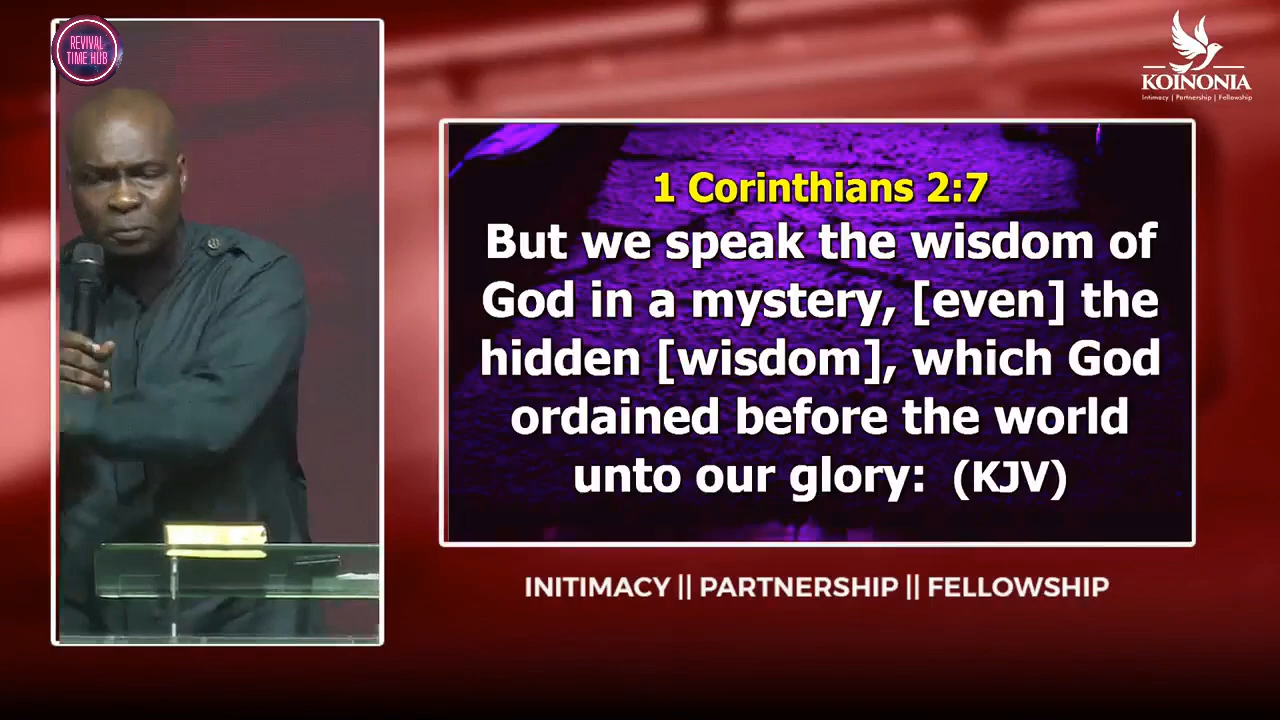 REVIVAL
TIME HUB
KOINONIA
Intimacy | Partnership | Fellowship
1 Corinthians 2:7
But we speak the wisdom of
God in a mystery, [even] the
hidden [wisdom], which God
ordained before the world
unto our glory: (KJV)
INITIMACY || PARTNERSHIP || FELLOWSHIP